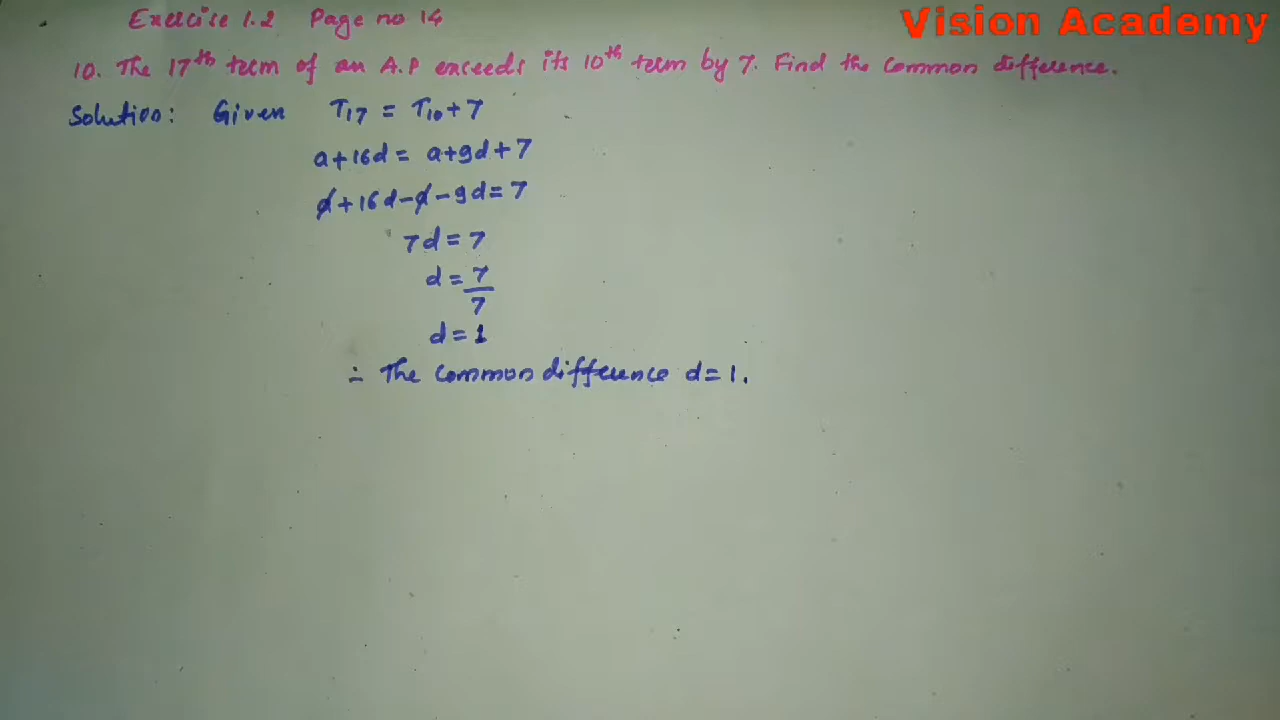 Exercise 1.2 Page no 14
Vision Academy
10. The 17th term of an A.P exceeds its 10th term by 7. Find the common difference.
Solution: Given T17 = T10 + 7
a+16d = a+9d+7
a+16d-a-9d=7
7d=7
d=7/7
d=1
∴ The common difference d=1.